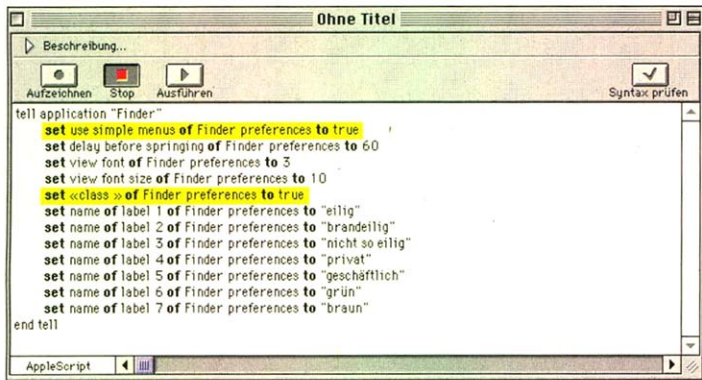 Ohne Titel
Beschreibung...
Aufzeichnen Stop Ausführen Syntax prüfen
tell application "Finder"
set use simple menus of Finder preferences to true
set delay before springing of Finder preferences to 60
set view font of Finder preferences to 3
set view font size of Finder preferences to 10
set «class » of Finder preferences to true
set name of label 1 of Finder preferences to "eilig"
set name of label 2 of Finder preferences to "brandeilig"
set name of label 3 of Finder preferences to "nicht so eilig"
set name of label 4 of Finder preferences to "privat"
set name of label 5 of Finder preferences to "geschäftlich"
set name of label 6 of Finder preferences to "grün"
set name of label 7 of Finder preferences to "braun"
end tell
AppleScript